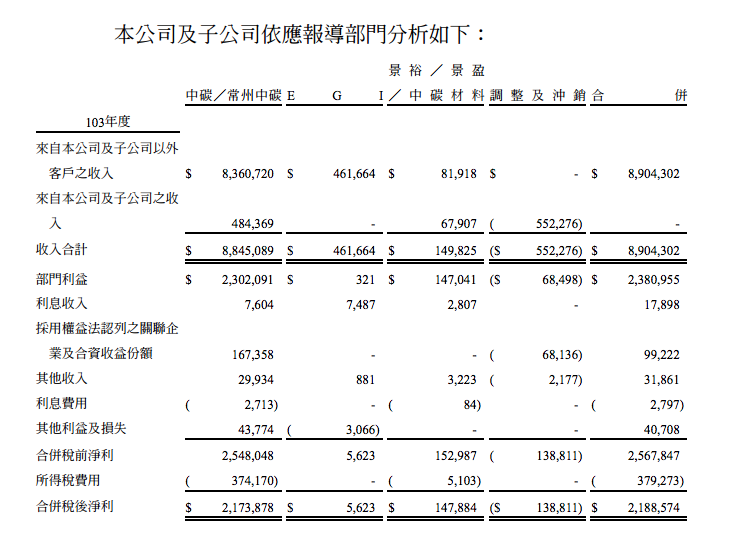 本公司及子公司依應報導部門分析如下：
景裕／景盈
中碳／常州中碳 E G I ／中碳材料 調整及沖銷 合 併
103年度
來自本公司及子公司以外
客戶之收入 $ 8,360,720 $ 461,664 $ 81,918 $ - $ 8,904,302
來自本公司及子公司之收
入 484,369 - 67,907 ( 552,276) -
收入合計 $ 8,845,089 $ 461,664 $ 149,825 ($ 552,276) $ 8,904,302
部門利益 $ 2,302,091 $ 321 $ 147,041 ($ 68,498) $ 2,380,955
利息收入 7,604 7,487 2,807 - 17,898
採用權益法認列之關聯企
業及合資收益份額 167,358 - - ( 68,136) 99,222
其他收入 29,934 881 3,223 ( 2,177) 31,861
利息費用 ( 2,713) - ( 84) - ( 2,797)
其他利益及損失 43,774 ( 3,066) - - 40,708
合併稅前淨利 2,548,048 5,623 152,987 ( 138,811) 2,567,847
所得稅費用 ( 374,170) - ( 5,103) - ( 379,273)
合併稅後淨利 $ 2,173,878 $ 5,623 $ 147,884 ($ 138,811) $ 2,188,574